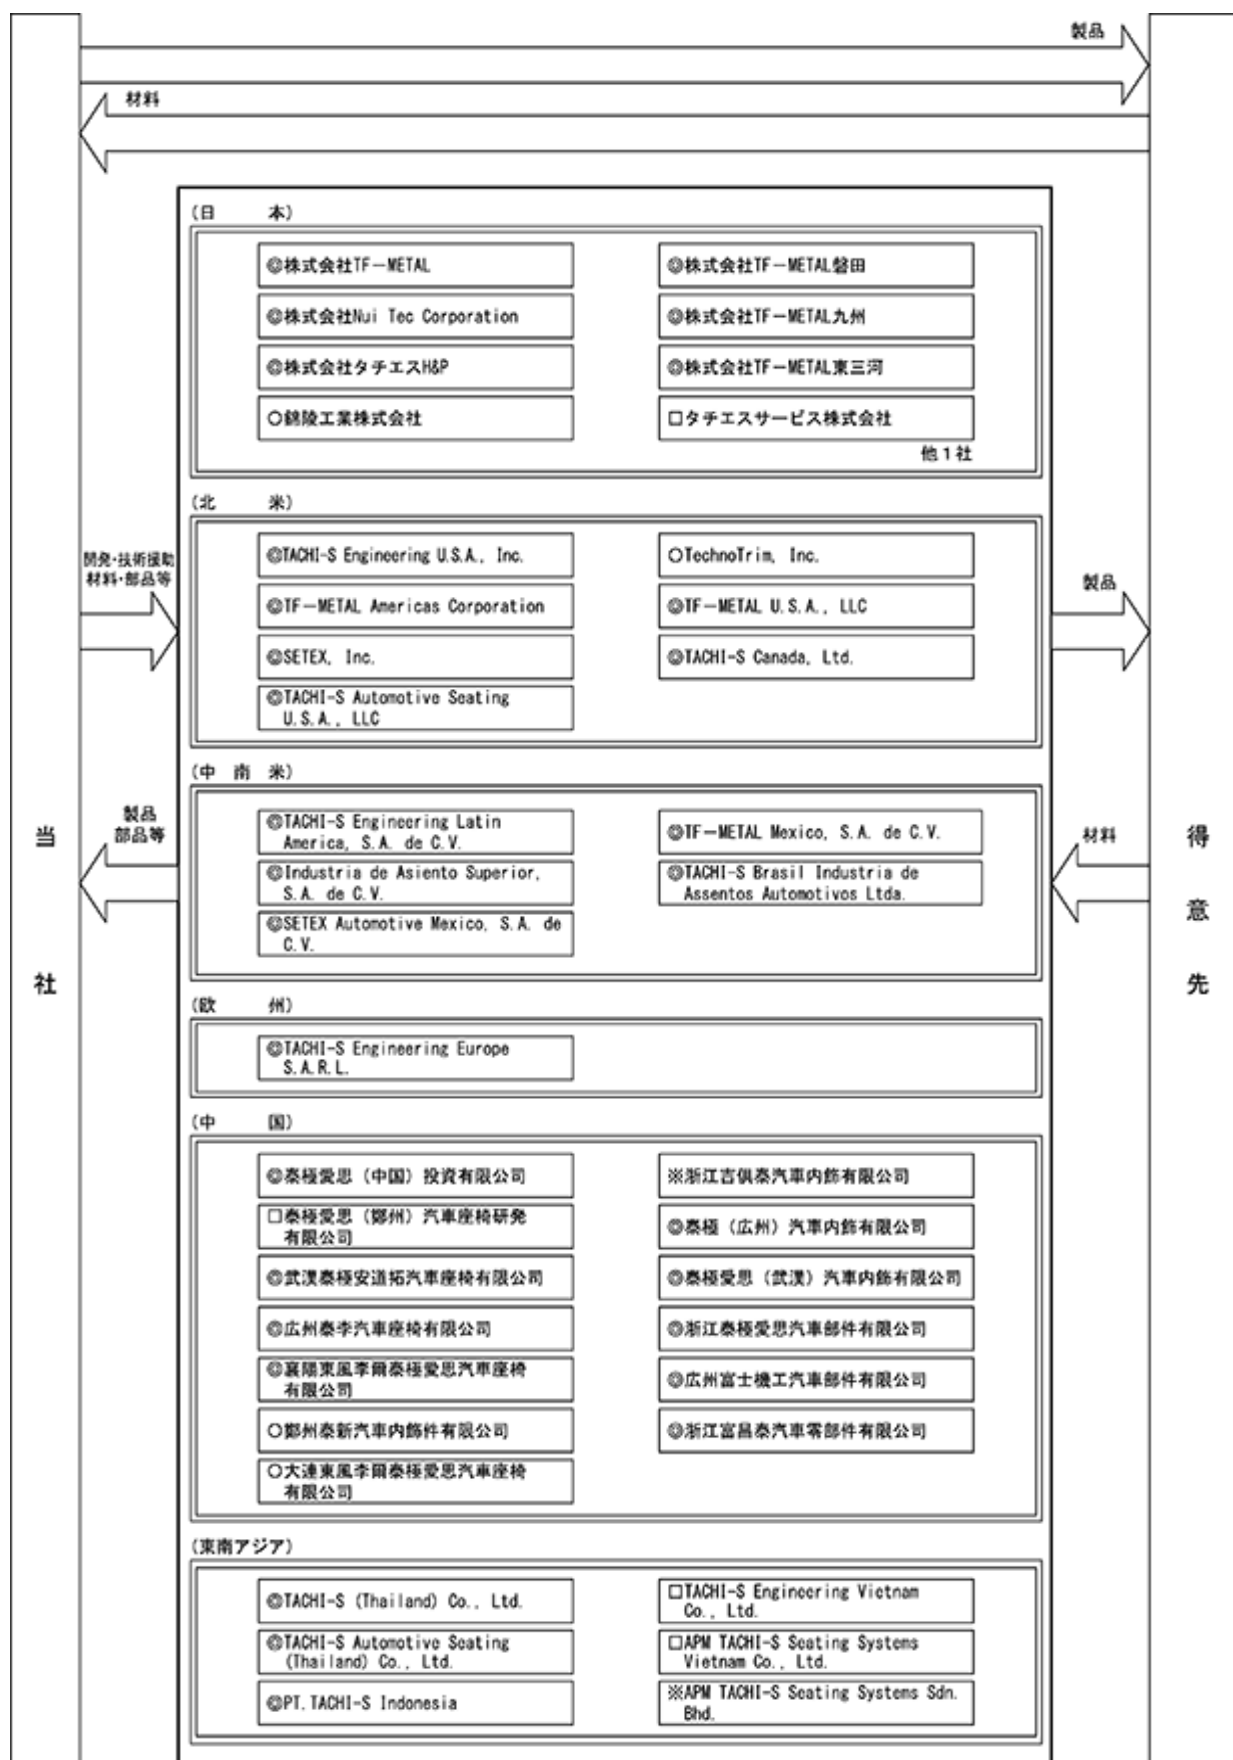 製品
材料
(日　本)
◎株式会社TF-METAL
◎株式会社TF-METAL磐田
◎株式会社Nui Tec Corporation
◎株式会社TF-METAL九州
◎株式会社タチエスH&P
◎株式会社TF-METAL東三河
○錦陵工業株式会社
□タチエスサービス株式会社
他1社
(北　米)
開発・技術援助
材料・部品等
製品
◎TACHI-S Engineering U.S.A., Inc.
○TechnoTrim, Inc.
◎TF-METAL Americas Corporation
◎TF-METAL U.S.A., LLC
◎SETEX, Inc.
◎TACHI-S Canada, Ltd.
◎TACHI-S Automotive Seating
U.S.A., LLC
(中　南　米)
製品
部品等
材料
当社
得意先
◎TACHI-S Engineering Latin
America, S.A. de C.V.
◎TF-METAL Mexico, S.A. de C.V.
◎Industria de Asiento Superior,
S.A. de C.V.
◎TACHI-S Brasil Industria de
Assentos Automotivos Ltda.
◎SETEX Automotive Mexico, S.A. de
C.V.
(欧　州)
◎TACHI-S Engineering Europe
S.A.R.L.
(中　国)
◎泰極愛思（中国）投資有限公司
※浙江吉俱泰汽車内飾有限公司
□泰極愛思（鄭州）汽車座椅研発
有限公司
◎泰極（広州）汽車内飾有限公司
◎武漢泰極安道拓汽車座椅有限公司
◎泰極愛思（武漢）汽車内飾有限公司
◎広州泰李汽車座椅有限公司
◎浙江泰極愛思汽車部件有限公司
◎襄陽東風李爾泰極愛思汽車座椅
有限公司
◎広州富士機工汽車部件有限公司
○鄭州泰新汽車内飾件有限公司
◎浙江富昌泰汽車零部件有限公司
○大連東風李爾泰極愛思汽車座椅
有限公司
(東南アジア)
◎TACHI-S (Thailand) Co., Ltd.
□TACHI-S Engineering Vietnam
Co., Ltd.
◎TACHI-S Automotive Seating
(Thailand) Co., Ltd.
□APM TACHI-S Seating Systems
Vietnam Co., Ltd.
◎PT.TACHI-S Indonesia
※APM TACHI-S Seating Systems Sdn.
Bhd.